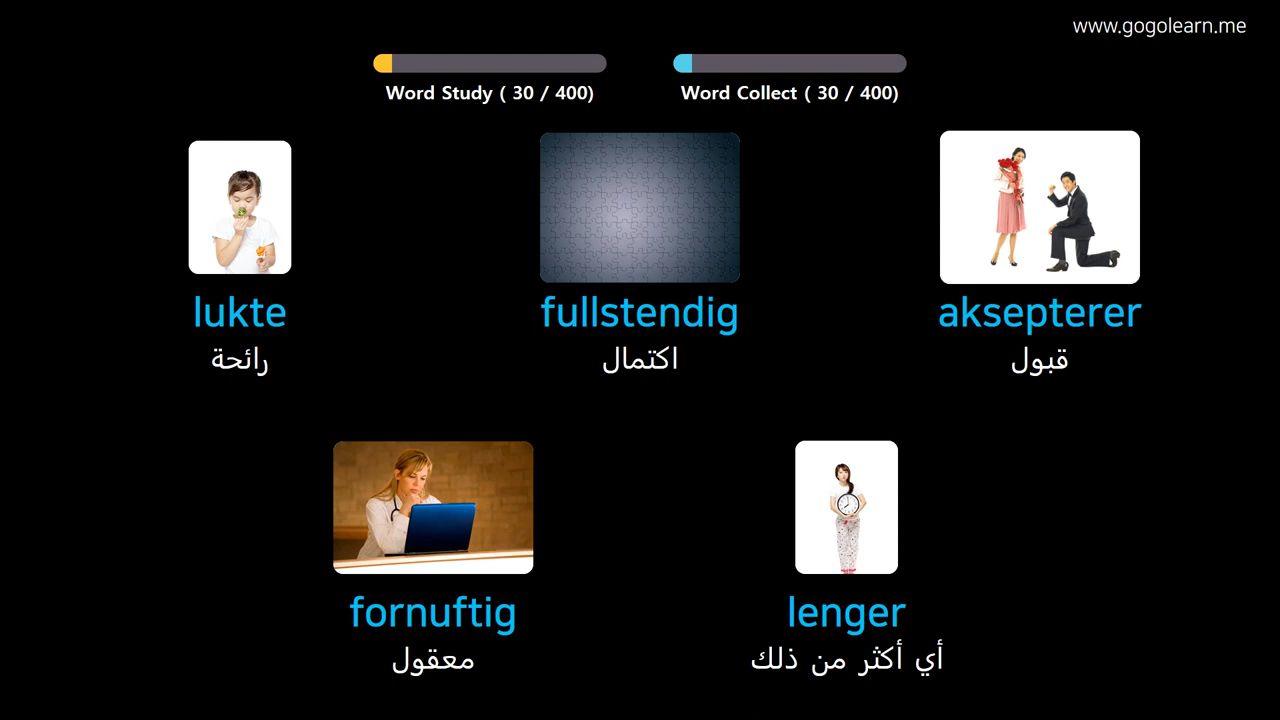 www.gogolearn.me
Word Study ( 30 / 400)
Word Collect ( 30 / 400)
lukte
رائحة
fullstendig
اكتمال
aksepterer
قبول
fornuftig
معقول
lenger
أي أكثر من ذلك